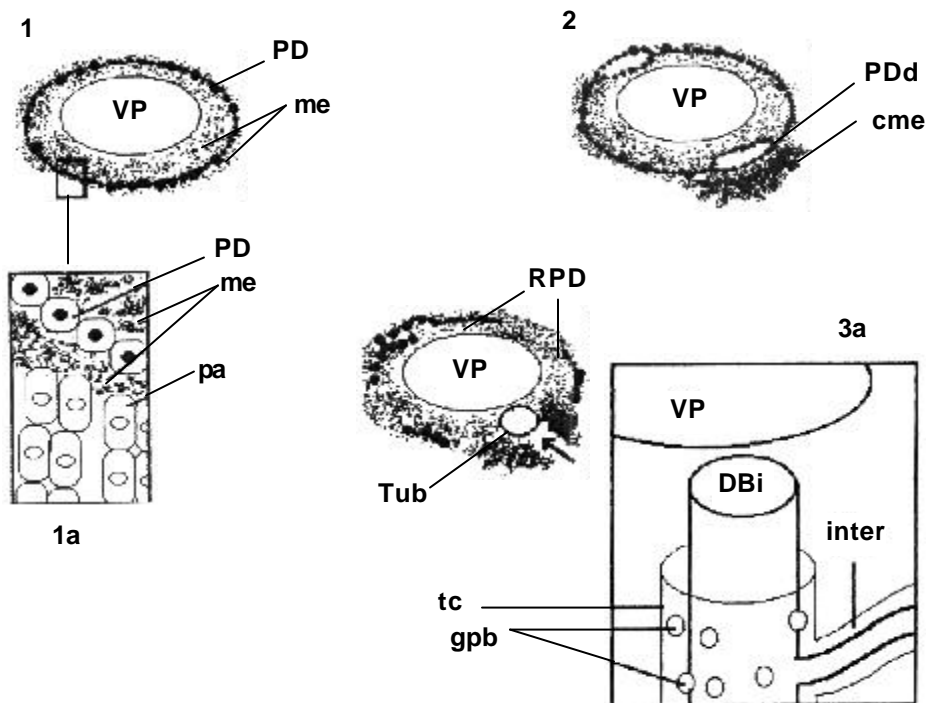 1
PD
VP
me
2
VP
PDd
cme
PD
me
pa
1a
RPD
VP
Tub
3a
VP
DBi
inter
tc
gpb